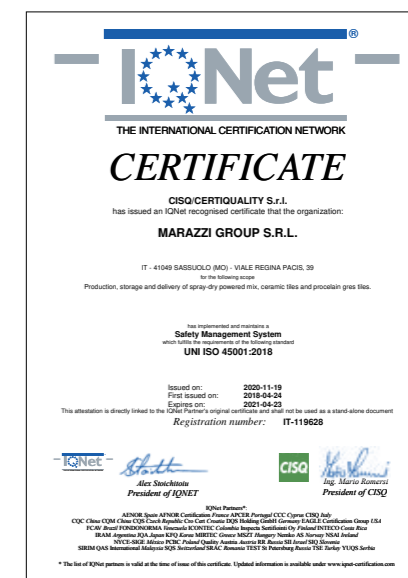 IQNet ®
THE INTERNATIONAL CERTIFICATION NETWORK
CERTIFICATE
CISQ/CERTIQUALITY S.r.l.
has issued an IQNet recognised certificate that the organization:
MARAZZI GROUP S.R.L.
IT - 41049 SASSUOLO (MO) - VIALE REGINA PACIS, 39
for the following scope
Production, storage and delivery of spray-dry powered mix, ceramic tiles and procelain gres tiles.
has implemented and maintains a
Safety Management System
which fulfills the requirements of the following standard
UNI ISO 45001:2018
Issued on: 2020-11-19
First issued on: 2018-04-24
Expires on: 2021-04-23
This attestation is directly linked to the IQNet Partner's original certificate and shall not be used as a stand-alone document
Registration number: IT-119628
IQNet
CISQ
Alex Stoichitoiu
President of IQNET
Ing. Mario Romersi
President of CISQ
IQNet Partners*:
AENOR Spain AFNOR Certification France APCER Portugal CCC Cyprus CISQ Italy
CQC China CQM China CQS Czech Republic Cro Cert Croatia DQS Holding GmbH Germany EAGLE Certification Group USA
FCAV Brazil FONDONORMA Venezuela ICONTEC Colombia Inspecta Sertifiointi Oy Finland INTECO Costa Rica
IRAM Argentina JQA Japan KFQ Korea MIRTEC Greece MSZT Hungary Nemko AS Norway NSAI Ireland
NYCE-SIGE México PCBC Poland Quality Austria Austria RR Russia SII Israel SIQ Slovenia
SIRIM QAS International Malaysia SQS Switzerland SRAC Romania TEST St Petersburg Russia TSE Turkey YUQS Serbia
* The list of IQNet partners is valid at the time of issue of this certificate. Updated information is available under www.iqnet-certification.com